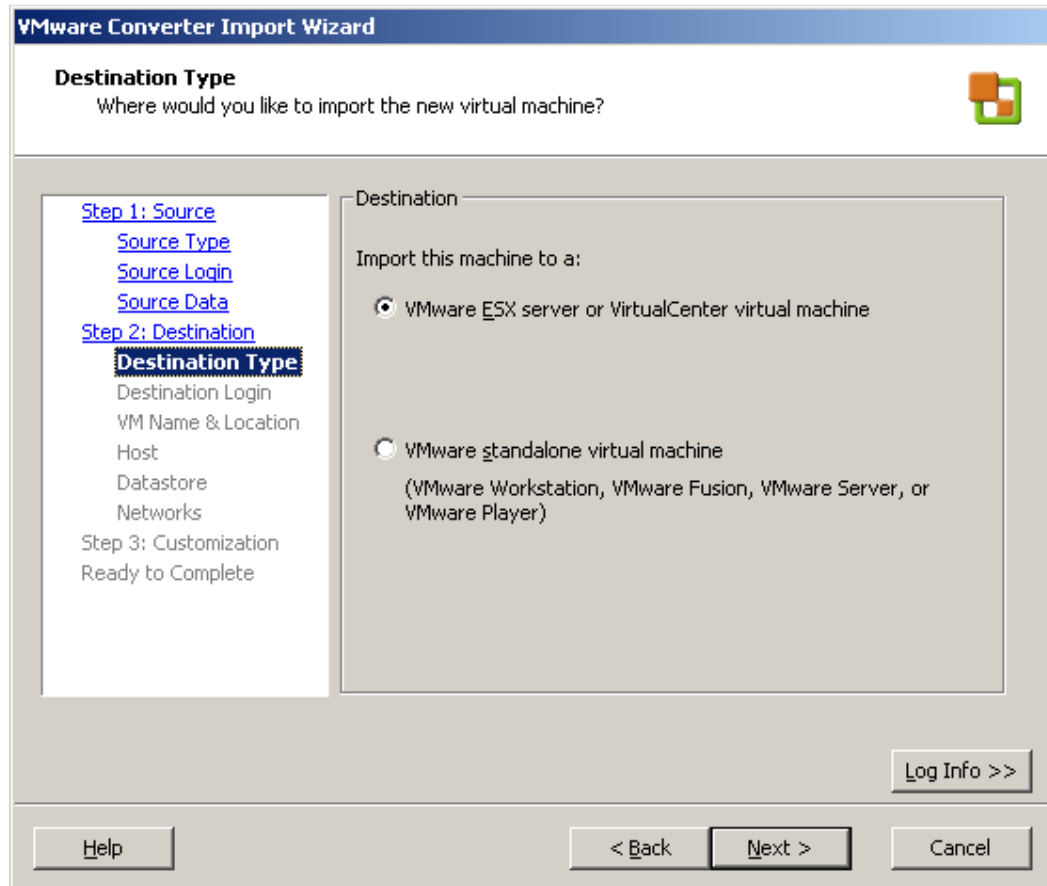 VMware Converter Import Wizard
Destination Type
Where would you like to import the new virtual machine?
Step 1: Source
Source Type
Source Login
Source Data
Step 2: Destination
Destination Type
Destination Login
VM Name & Location
Host
Datastore
Networks
Step 3: Customization
Ready to Complete
Destination
Import this machine to a:
VMware ESX server or VirtualCenter virtual machine
VMware standalone virtual machine
(VMware Workstation, VMware Fusion, VMware Server, or
VMware Player)
Log Info >>
Help
< Back
Next >
Cancel